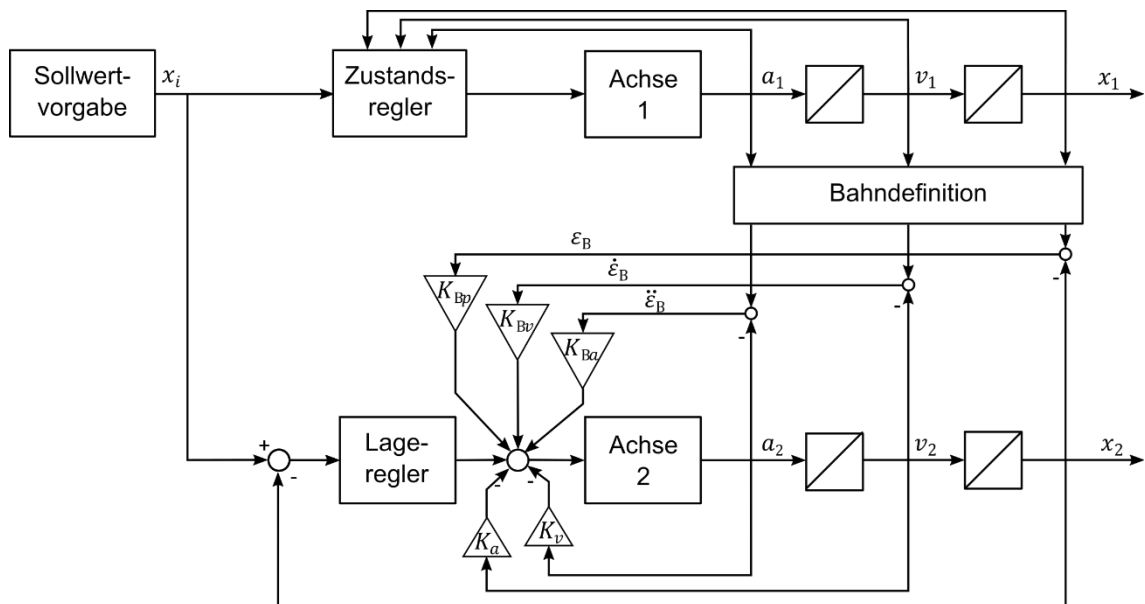 Sollwert-
vorgabe
x_i
Zustands-
regler
Achse
1
a_1
v_1
x_1
Bahndefinition
ε_B
-
ε̇_B
-
ε̈_B
-
K_Bp
K_Bv
K_Ba
+
-
Lage-
regler
Achse
2
a_2
v_2
x_2
-
-
K_a
K_v